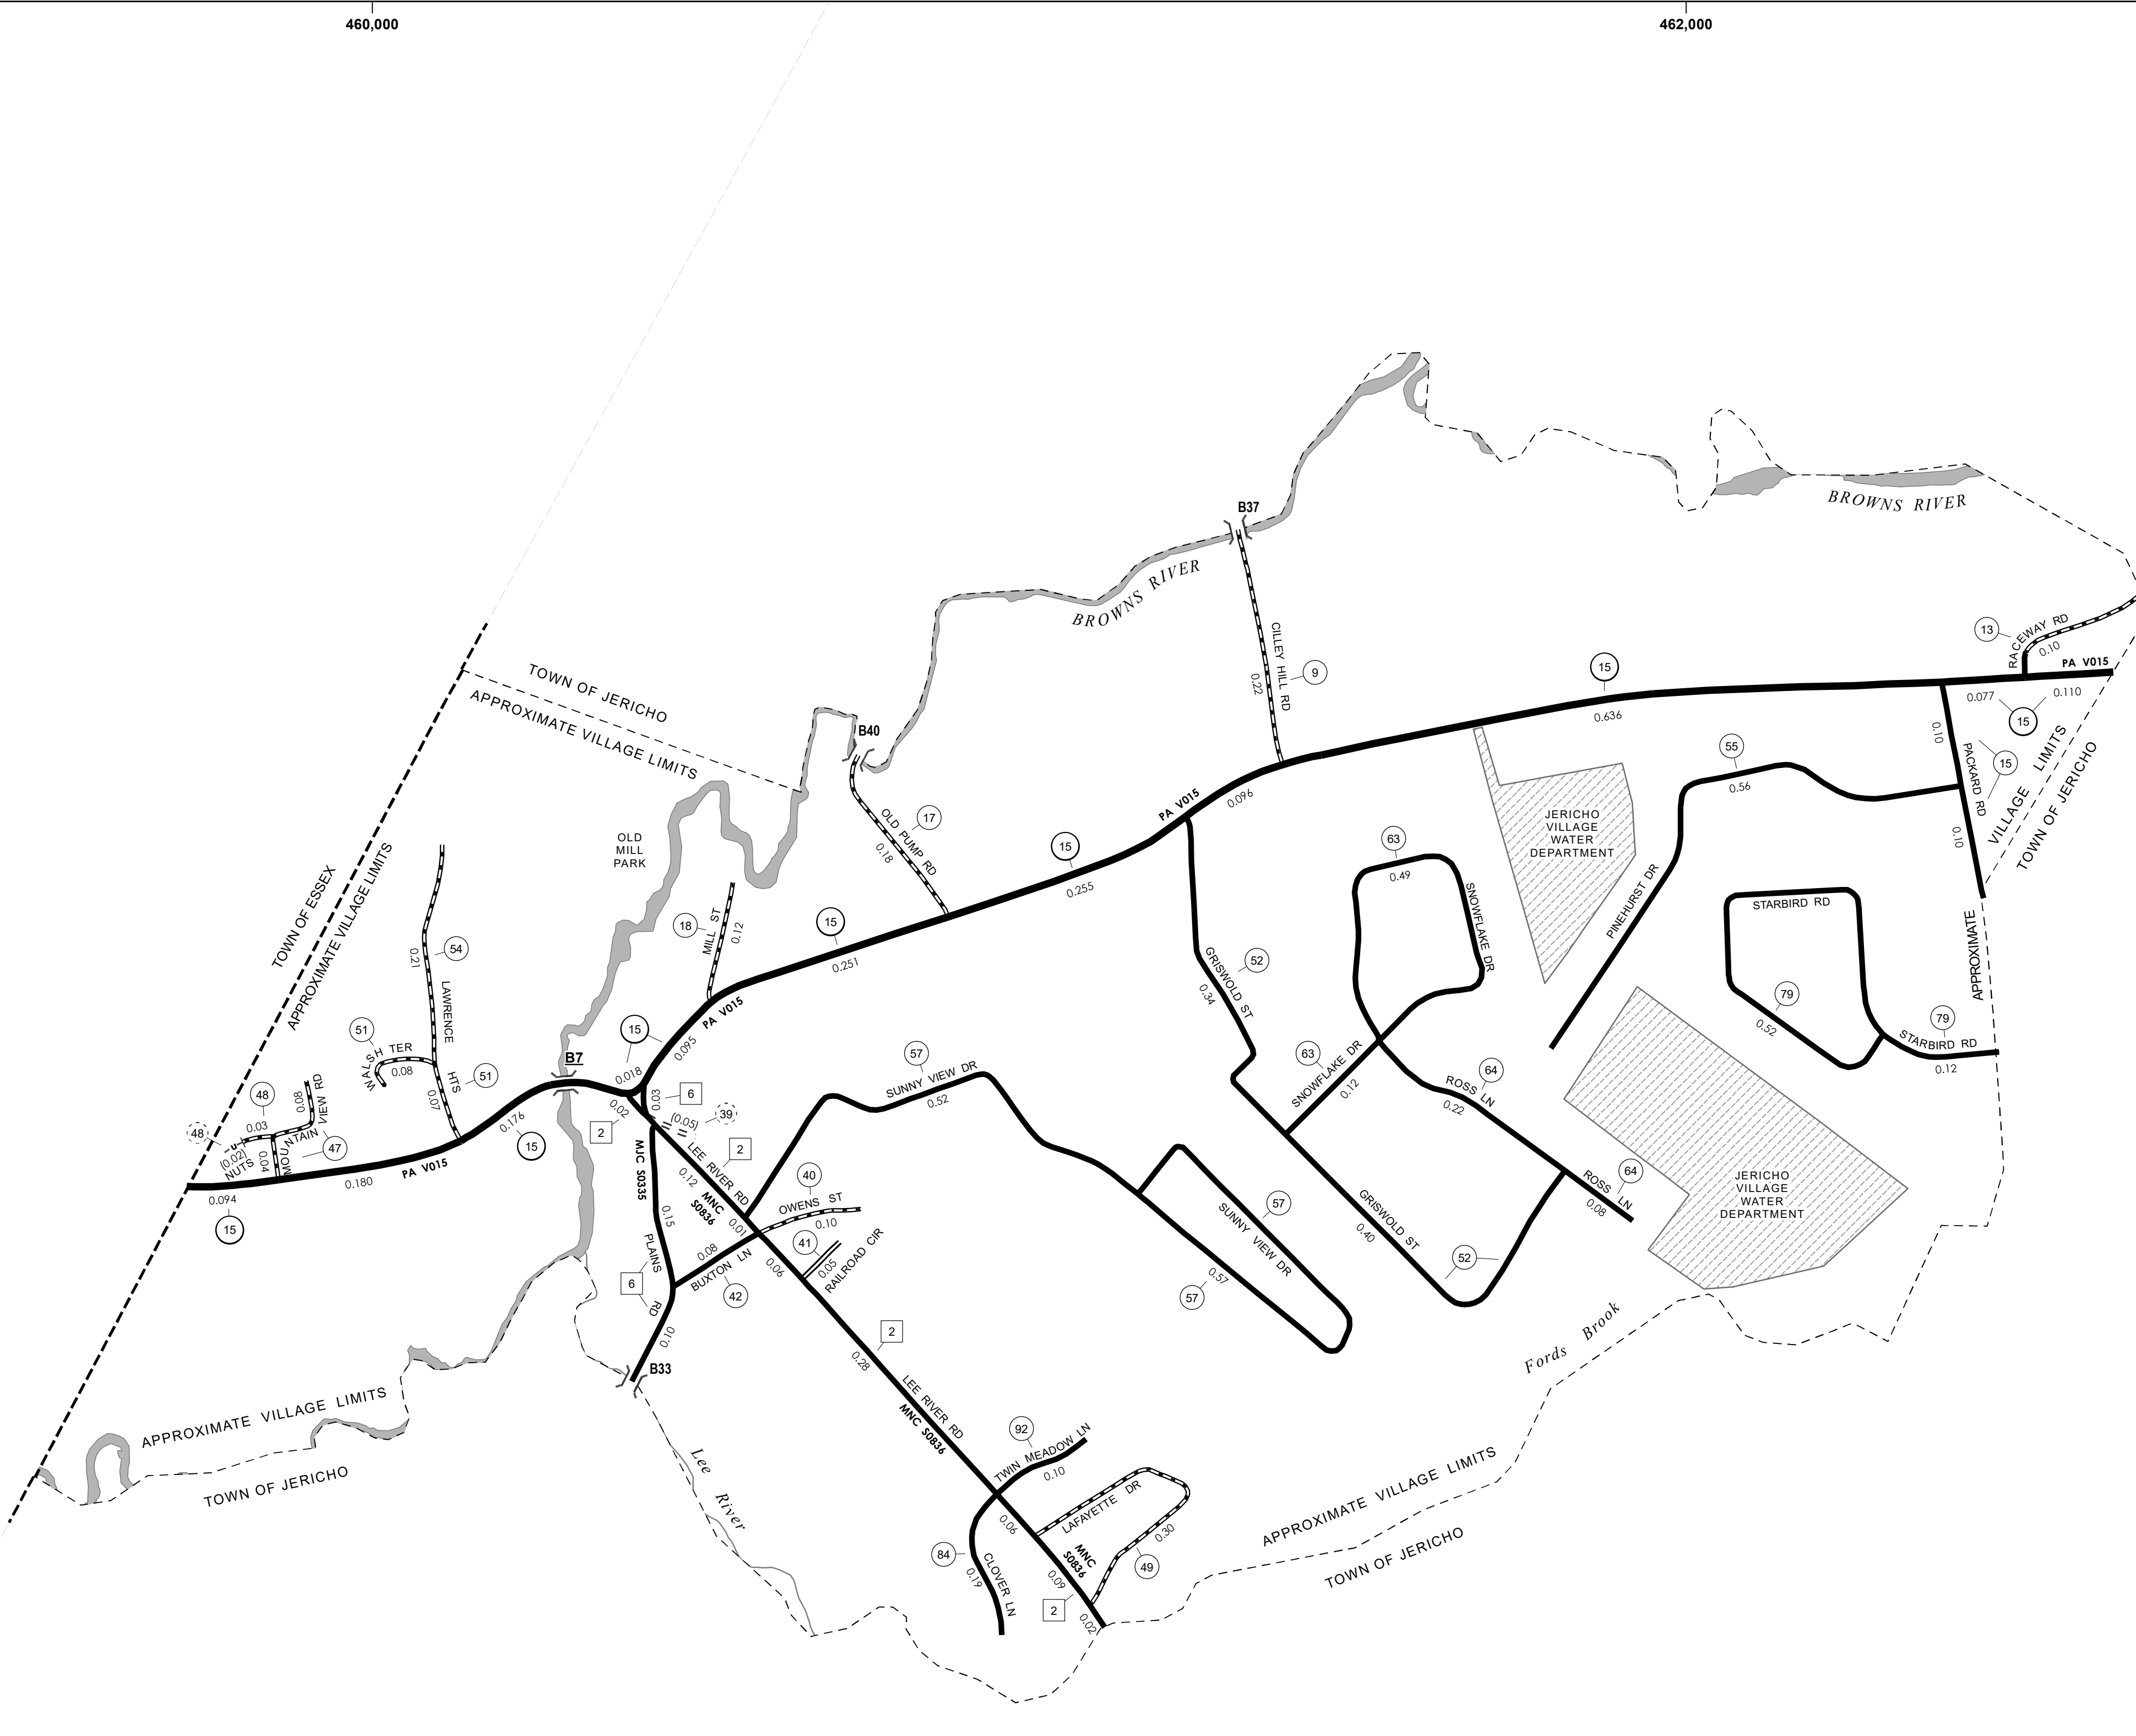 460,000
462,000
B37
BROWNS RIVER
BROWNS RIVER
CILLEY HILL RD
0.22
9
13
RACEWAY RD
0.10
PA V015
0.077
0.110
15
15
0.636
TOWN OF JERICHO
APPROXIMATE VILLAGE LIMITS
B40
OLD PUMP RD
17
0.18
PA V015
0.096
15
0.255
15
0.251
OLD
MILL
PARK
18
MILL ST
0.12
JERICHO
VILLAGE
WATER
DEPARTMENT
55
0.56
PINEHURST DR
0.10
PACKARD RD
15
0.10
VILLAGE LIMITS
TOWN OF JERICHO
APPROXIMATE
63
0.49
SNOWFLAKE DR
STARBIRD RD
79
0.52
79
STARBIRD RD
0.12
TOWN OF ESSEX
APPROXIMATE VILLAGE LIMITS
54
0.21
LAWRENCE
HTS
51
0.07
51
WALSH TER
0.08
GRISWOLD ST
52
0.34
63
SNOWFLAKE DR
0.12
64
ROSS LN
0.22
64
ROSS LN
0.08
GRISWOLD ST
0.40
52
JERICHO
VILLAGE
WATER
DEPARTMENT
B7
15
0.018
0.095
PA V015
0.176
15
48
48
0.03
(0.02)
NUTS
0.04
MOUNTAIN VIEW RD
0.08
47
0.094
15
0.180
PA V015
0.02
2
0.03
6
(0.05)
39
2
LEE RIVER RD
0.12
MNC
S0836
MJC S0335
0.15
PLAINS
6
RD
0.10
B33
0.01
0.08
BUXTON LN
42
40
OWENS ST
0.10
41
0.05
RAILROAD CIR
0.06
57
SUNNY VIEW DR
0.52
57
SUNNY VIEW DR
0.57
57
2
0.28
LEE RIVER RD
MNC S0836
92
TWIN MEADOW LN
0.10
0.06
LAFAYETTE DR
0.30
49
84
CLOVER LN
0.19
MNC
S0836
0.09
2
0.02
Lee
River
Fords Brook
APPROXIMATE VILLAGE LIMITS
TOWN OF JERICHO
APPROXIMATE VILLAGE LIMITS
TOWN OF JERICHO